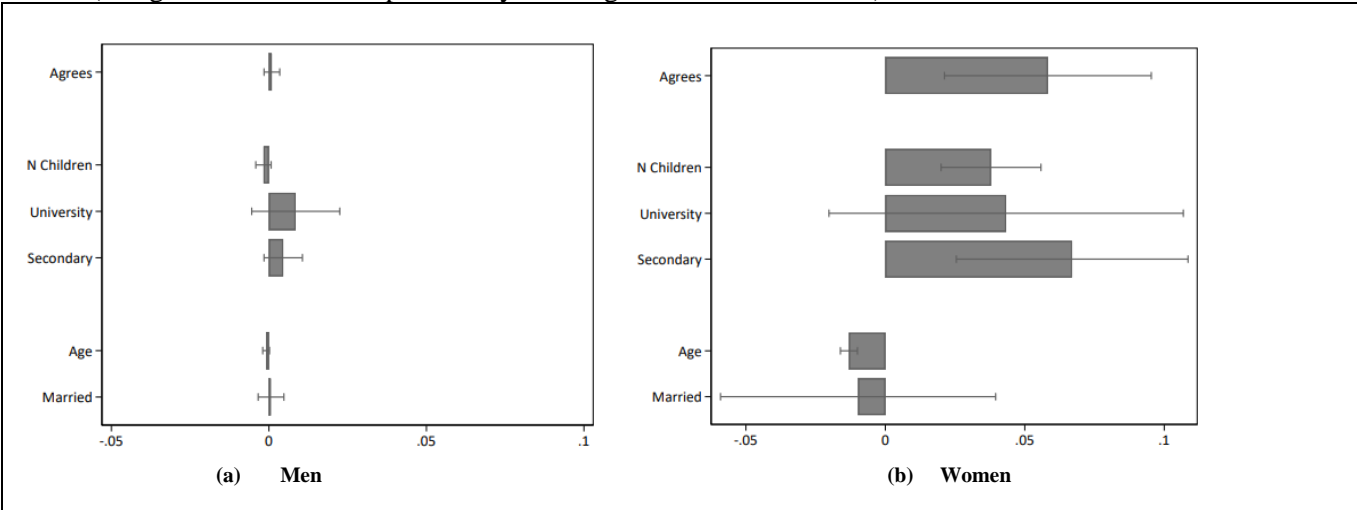 Agrees
N Children
University
Secondary
Age
Married
-.05 0 .05 .1
(a) Men
Agrees
N Children
University
Secondary
Age
Married
-.05 0 .05 .1
(b) Women